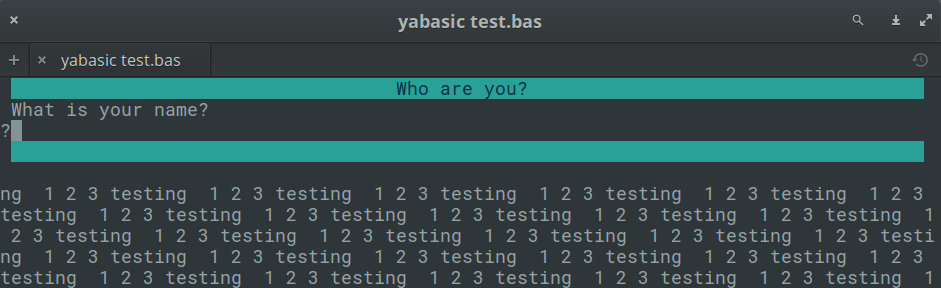 yabasic test.bas
yabasic test.bas
Who are you?
What is your name?
?
ng  1 2 3 testing  1 2 3 testing  1 2 3 testing  1 2 3 testing  1 2 3 testing  1 2 3
testing  1 2 3 testing  1 2 3 testing  1 2 3 testing  1 2 3 testing  1 2 3 testing  1
 2 3 testing  1 2 3 testing  1 2 3 testing  1 2 3 testing  1 2 3 testing  1 2 3 testi
ng  1 2 3 testing  1 2 3 testing  1 2 3 testing  1 2 3 testing  1 2 3 testing  1 2 3
testing  1 2 3 testing  1 2 3 testing  1 2 3 testing  1 2 3 testing  1 2 3 testing  1